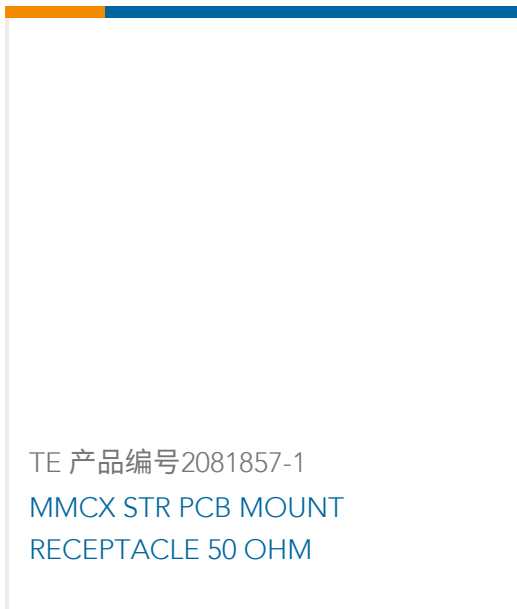 TE 产品编号2081857-1
MMCX STR PCB MOUNT
RECEPTACLE 50 OHM